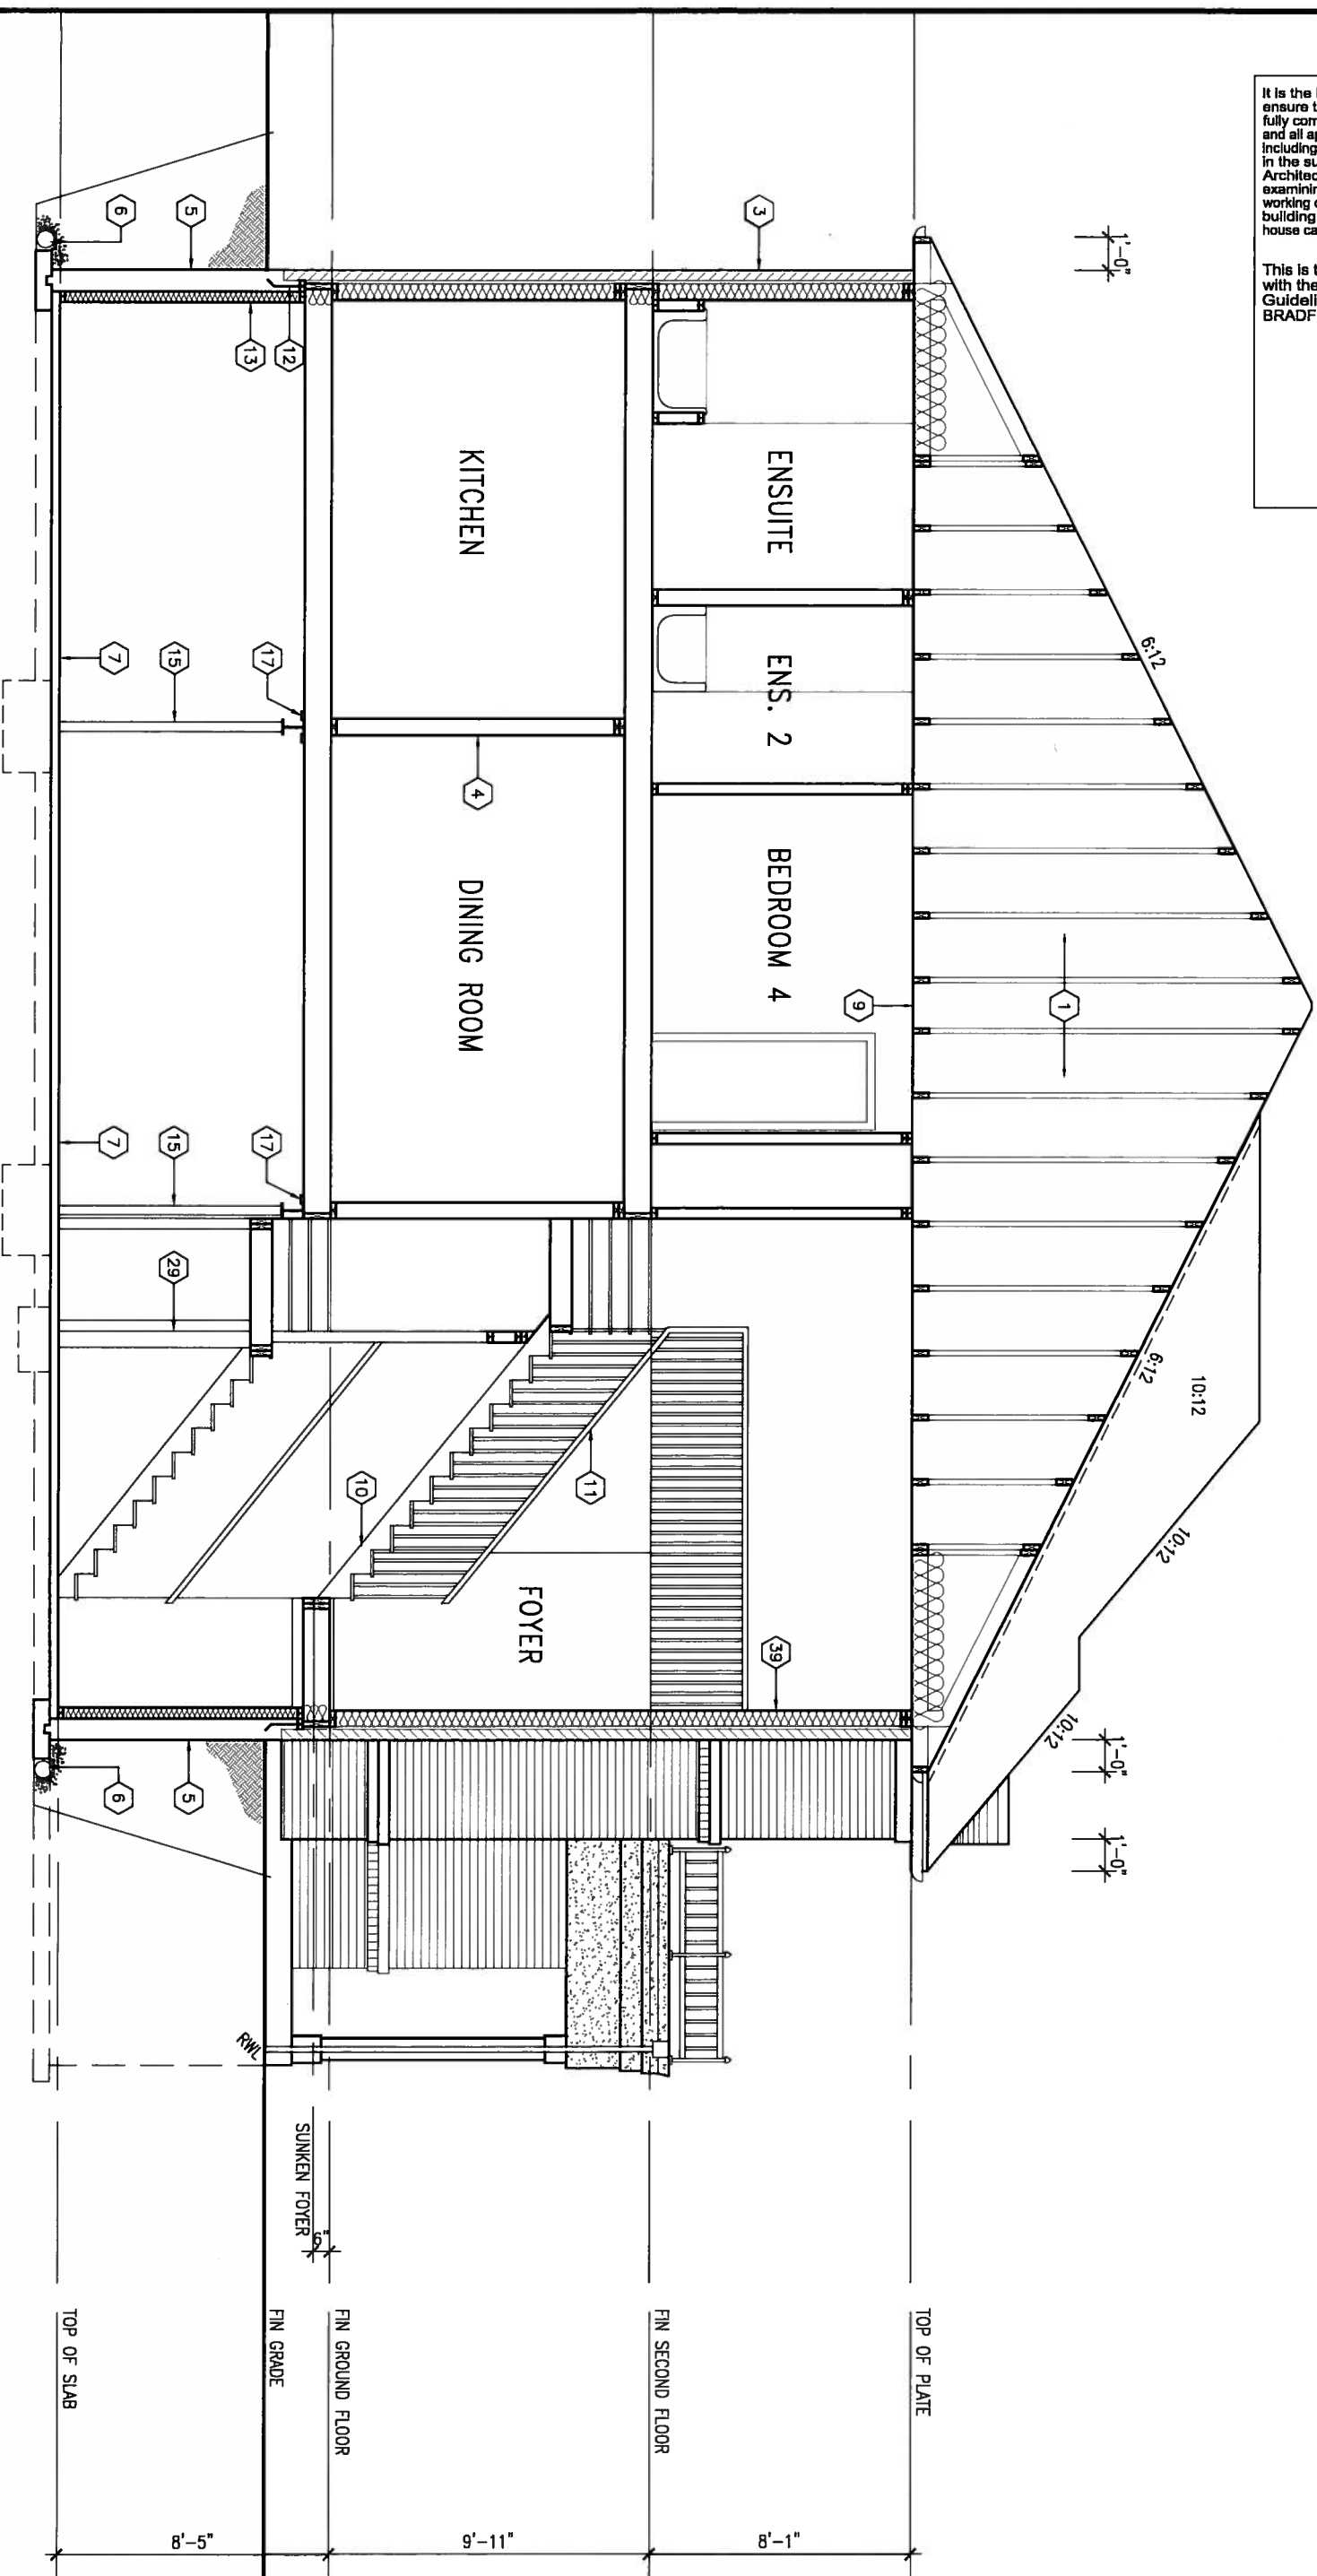 It is the
ensure t
fully com
and all a
including
in the su
Architec
examinin
working
building
house ca
This is t
with the
Guideli
BRADF
1'-0"
6:12
1
6:12
10:12
10:12
10:12
1'-0"
1'-0"
TOP OF PLATE
3
ENSUITE
ENS. 2
BEDROOM 4
9
39
8'-1"
FIN SECOND FLOOR
KITCHEN
4
DINING ROOM
11
10
FOYER
9'-11"
FIN GROUND FLOOR
SUNKEN FOYER
6"
FIN GRADE
RWL
12
13
17
17
5
6
7
15
7
15
29
5
6
8'-5"
TOP OF SLAB